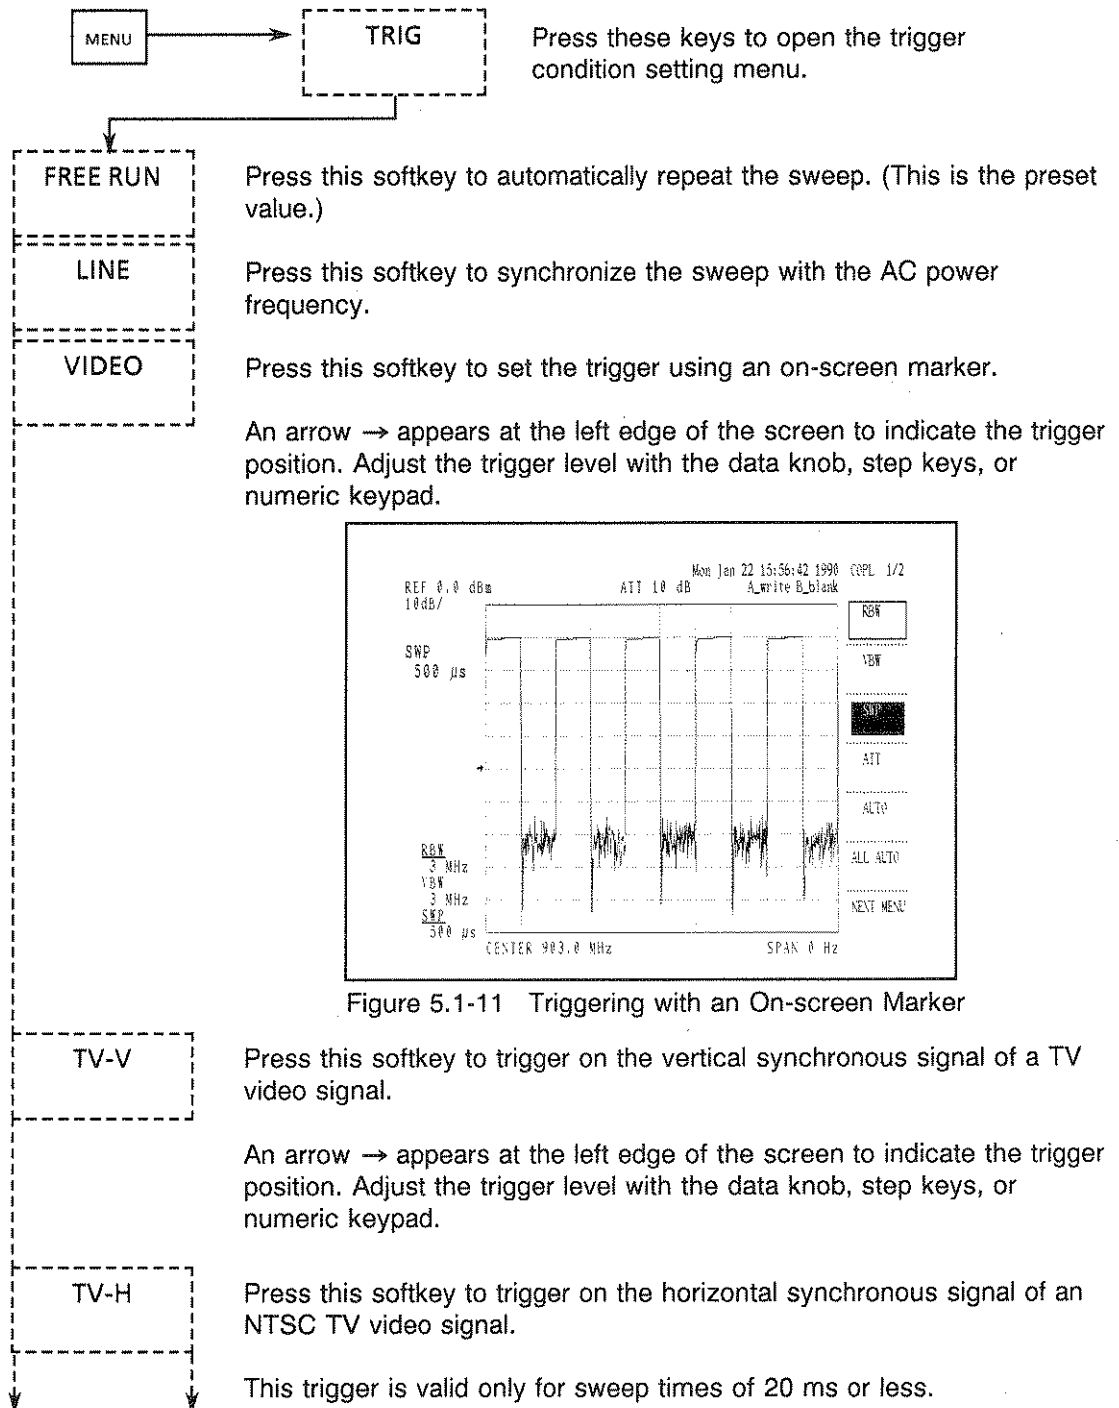 MENU
TRIG
Press these keys to open the trigger
condition setting menu.
FREE RUN
Press this softkey to automatically repeat the sweep. (This is the preset
value.)
LINE
Press this softkey to synchronize the sweep with the AC power
frequency.
VIDEO
Press this softkey to set the trigger using an on-screen marker.
An arrow → appears at the left edge of the screen to indicate the trigger
position. Adjust the trigger level with the data knob, step keys, or
numeric keypad.
Mon Jan 22 15:56:42 1990 COPL 1/2
REF 0.0 dBm ATT 10 dB A_write B_blank
10dB/
RBW
SWP
500 µs
VBW
SWP
ATT
AUTO
RBW
3 MHz
VBW
3 MHz
SWP
500 µs
ALL AUTO
NEXT MENU
CENTER 903.0 MHz SPAN 0 Hz
Figure 5.1-11 Triggering with an On-screen Marker
TV-V
Press this softkey to trigger on the vertical synchronous signal of a TV
video signal.
An arrow → appears at the left edge of the screen to indicate the trigger
position. Adjust the trigger level with the data knob, step keys, or
numeric keypad.
TV-H
Press this softkey to trigger on the horizontal synchronous signal of an
NTSC TV video signal.
This trigger is valid only for sweep times of 20 ms or less.